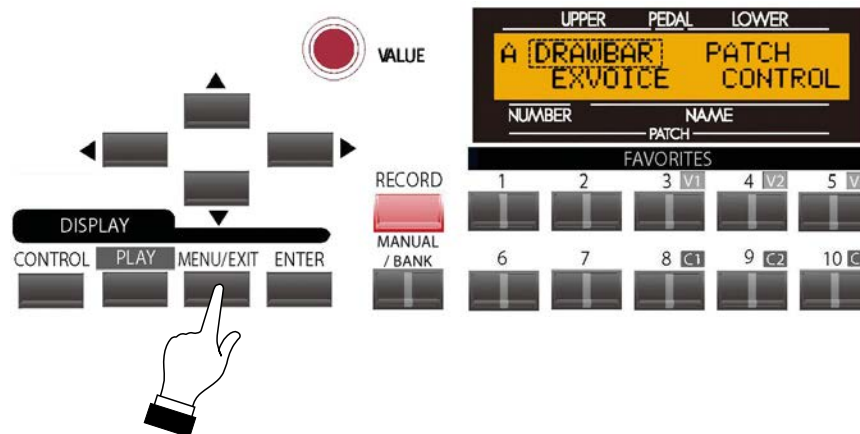 UPPER PEDAL LOWER
VALUE
A DRAWBAR PATCH
EXVOICE CONTROL
NUMBER NAME
PATCH
FAVORITES
RECORD 1 2 3 V1 4 V2 5
DISPLAY
MANUAL
/ BANK
CONTROL PLAY MENU/EXIT ENTER
6 7 8 C1 9 C2 10